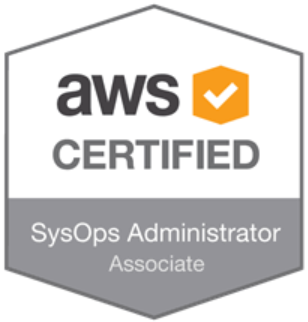 aws
CERTIFIED
SysOps Administrator
Associate